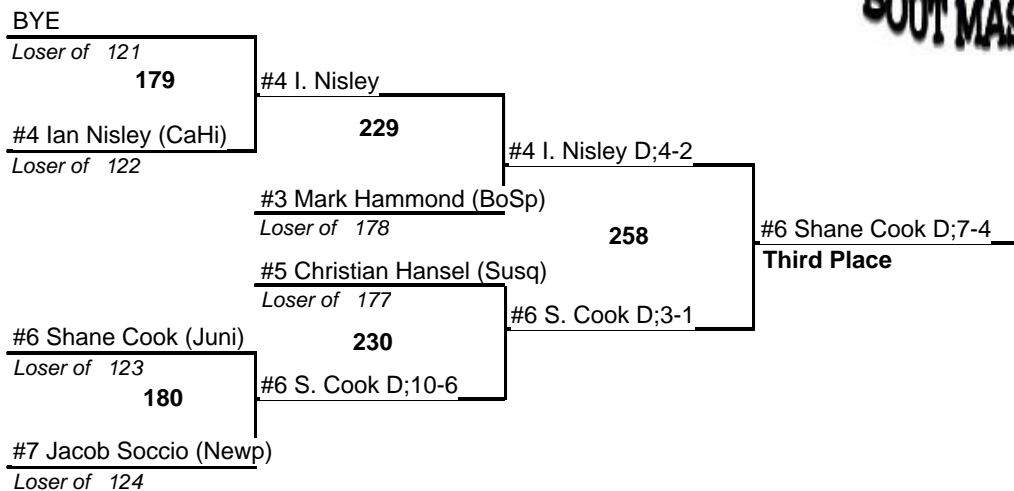 BYE
Loser of 121
179
#4 I. Nisley
#4 Ian Nisley (CaHi)
Loser of 122
229
#4 I. Nisley D;4-2
#3 Mark Hammond (BoSp)
Loser of 178
258
#6 Shane Cook D;7-4
Third Place
#5 Christian Hansel (Susq)
Loser of 177
#6 S. Cook D;3-1
#6 Shane Cook (Juni)
Loser of 123
230
180
#6 S. Cook D;10-6
#7 Jacob Soccio (Newp)
Loser of 124
BOUT MAS